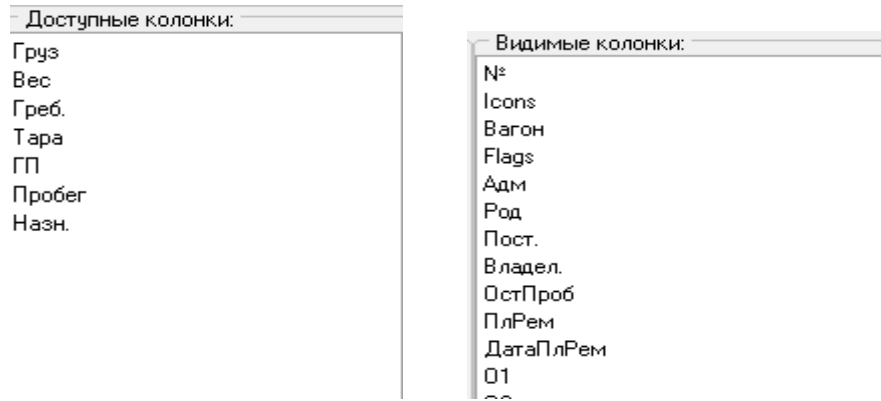 Доступные колонки:
Груз
Вес
Греб.
Тара
ГП
Пробег
Назн.
Видимые колонки:
№
Icons
Вагон
Flags
Адм
Род
Пост.
Владел.
ОстПроб
ПлРем
ДатаПлРем
О1